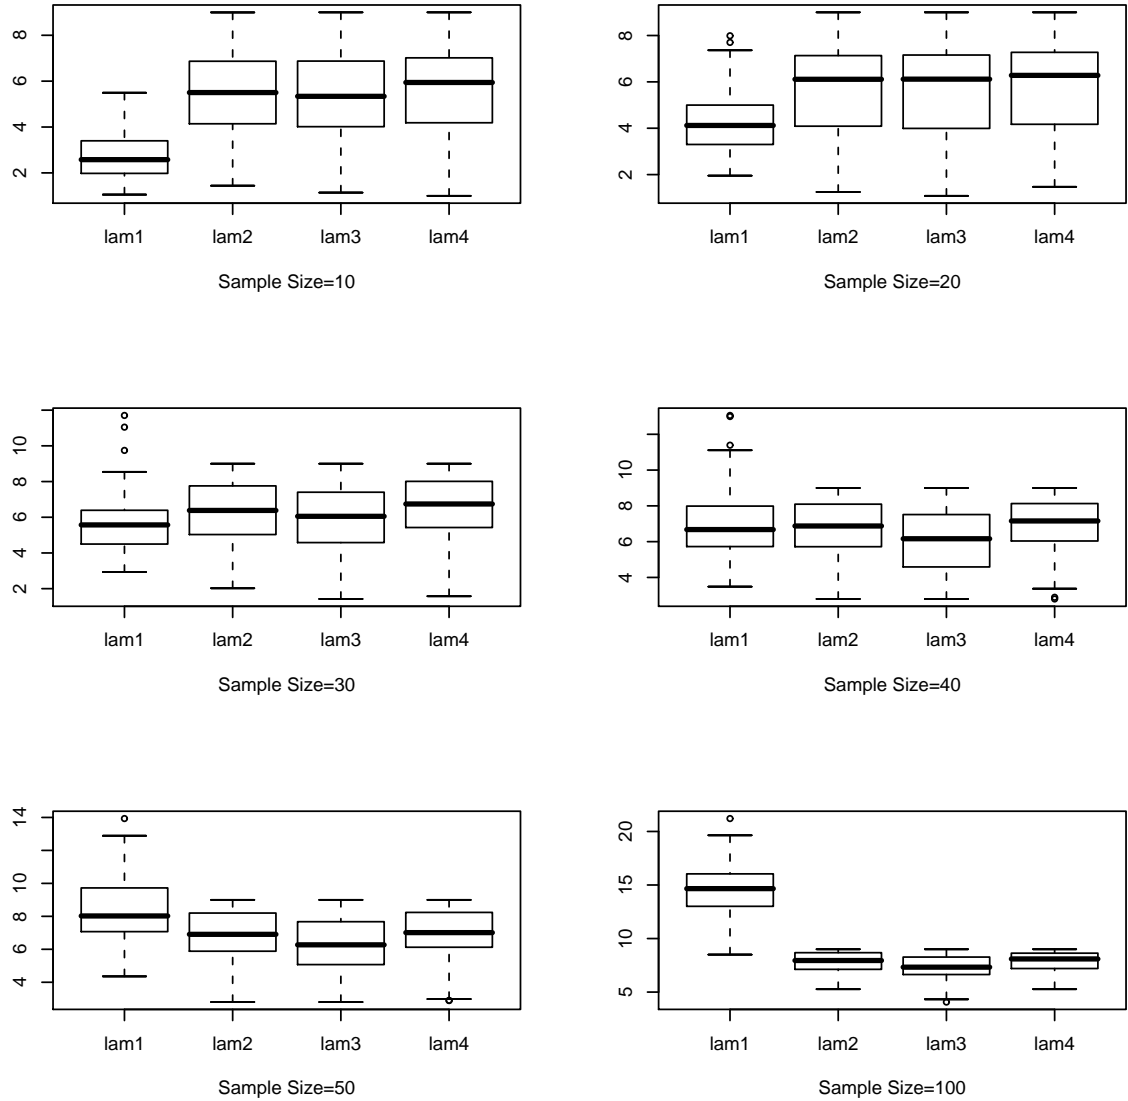 8
6
4
2
lam1 lam2 lam3 lam4
Sample Size=10
8
6
4
2
lam1 lam2 lam3 lam4
Sample Size=20
10
8
6
4
2
lam1 lam2 lam3 lam4
Sample Size=30
10
8
6
4
lam1 lam2 lam3 lam4
Sample Size=40
14
10
8
6
4
lam1 lam2 lam3 lam4
Sample Size=50
20
15
10
5
lam1 lam2 lam3 lam4
Sample Size=100